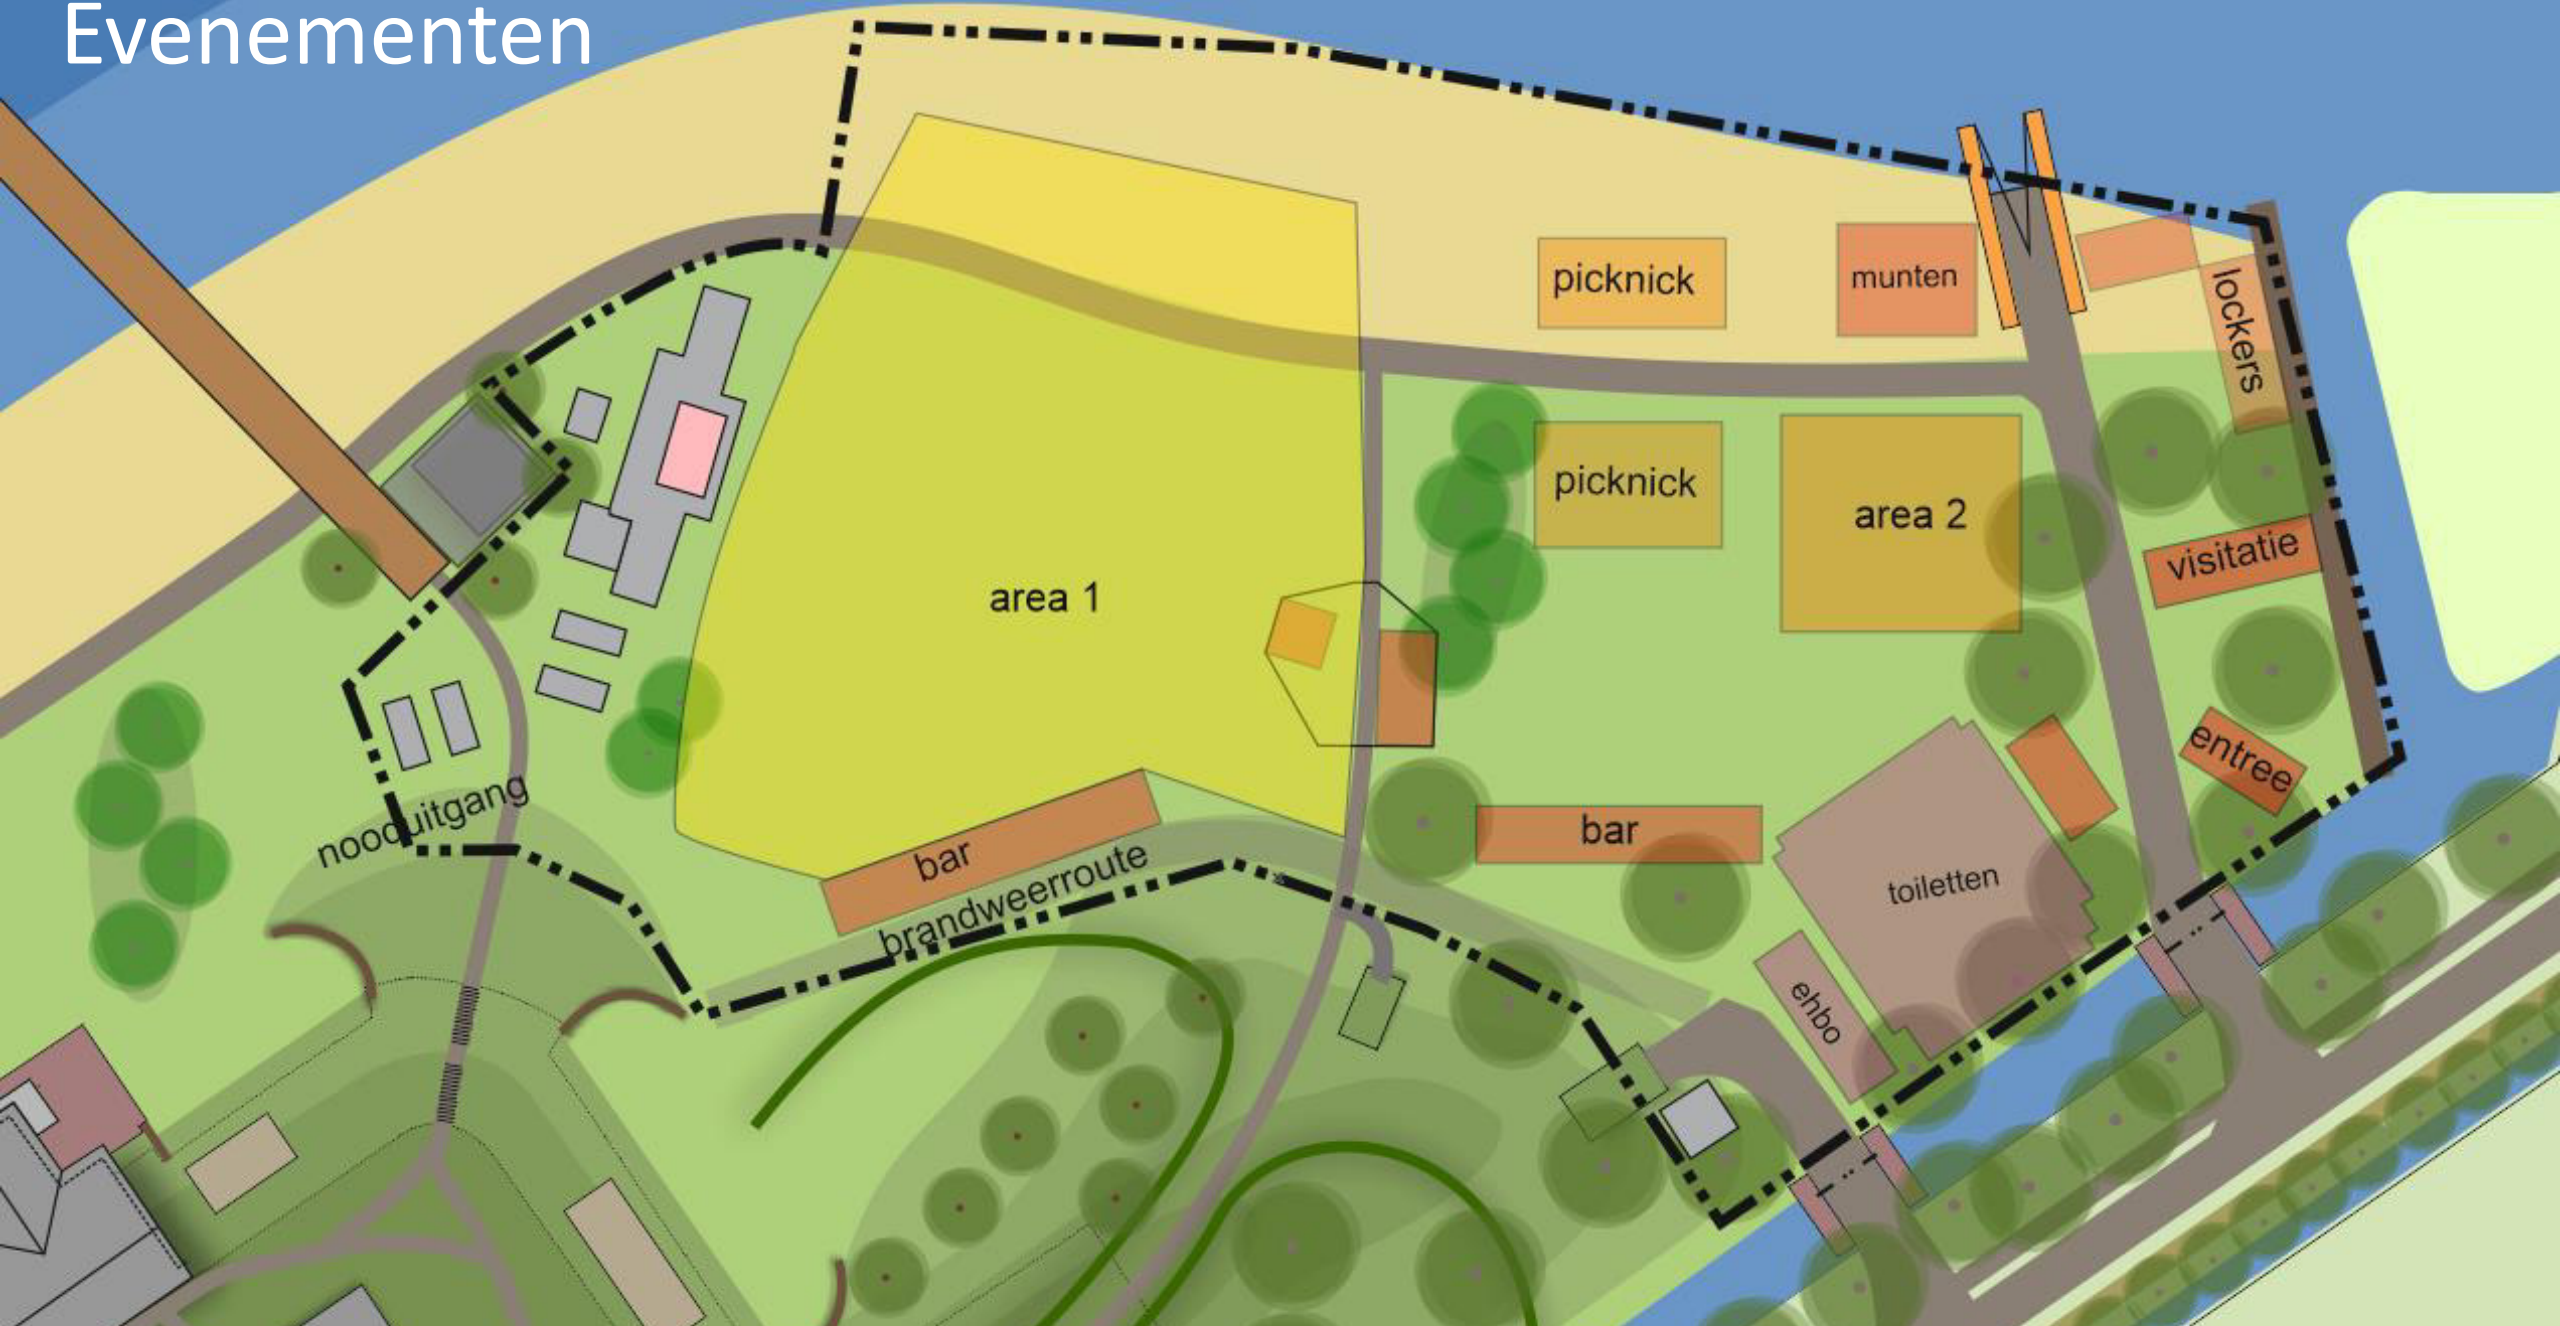 Evenementen
picknick
munten
lockers
picknick
area 2
visitatie
area 1
entree
nooduitgang
bar
bar
brandweerroute
toiletten
ehbo